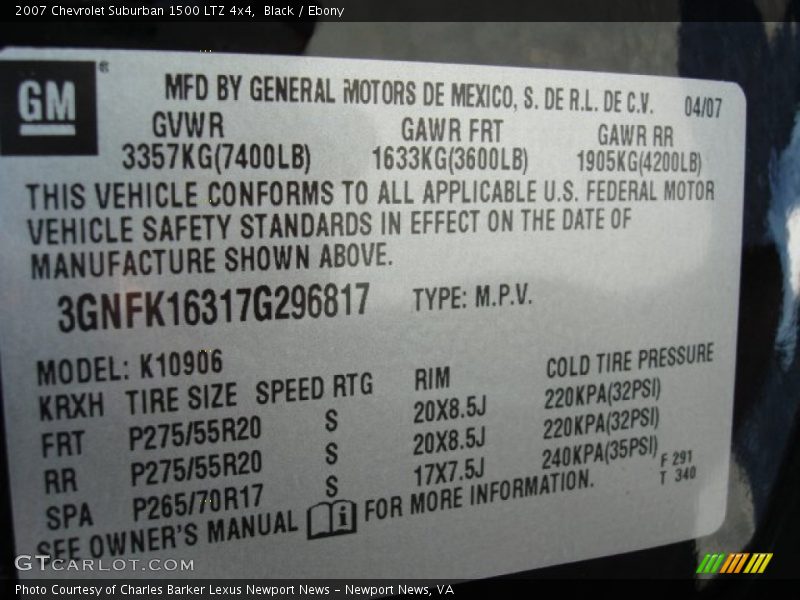 2007 Chevrolet Suburban 1500 LTZ 4x4, Black / Ebony
GM®
MFD BY GENERAL MOTORS DE MEXICO, S. DE R.L. DE C.V. 04/07
GVWR GAWR FRT GAWR RR
3357KG(7400LB) 1633KG(3600LB) 1905KG(4200LB)
THIS VEHICLE CONFORMS TO ALL APPLICABLE U.S. FEDERAL MOTOR
VEHICLE SAFETY STANDARDS IN EFFECT ON THE DATE OF
MANUFACTURE SHOWN ABOVE.
3GNFK16317G296817 TYPE: M.P.V.
MODEL: K10906
KRXH TIRE SIZE SPEED RTG RIM COLD TIRE PRESSURE
FRT P275/55R20 S 20X8.5J 220KPA(32PSI)
RR P275/55R20 S 20X8.5J 220KPA(32PSI)
SPA P265/70R17 S 17X7.5J 240KPA(35PSI)
SEE OWNER'S MANUAL i FOR MORE INFORMATION.
F 291
T 340
GTCARLOT.COM
Photo Courtesy of Charles Barker Lexus Newport News – Newport News, VA